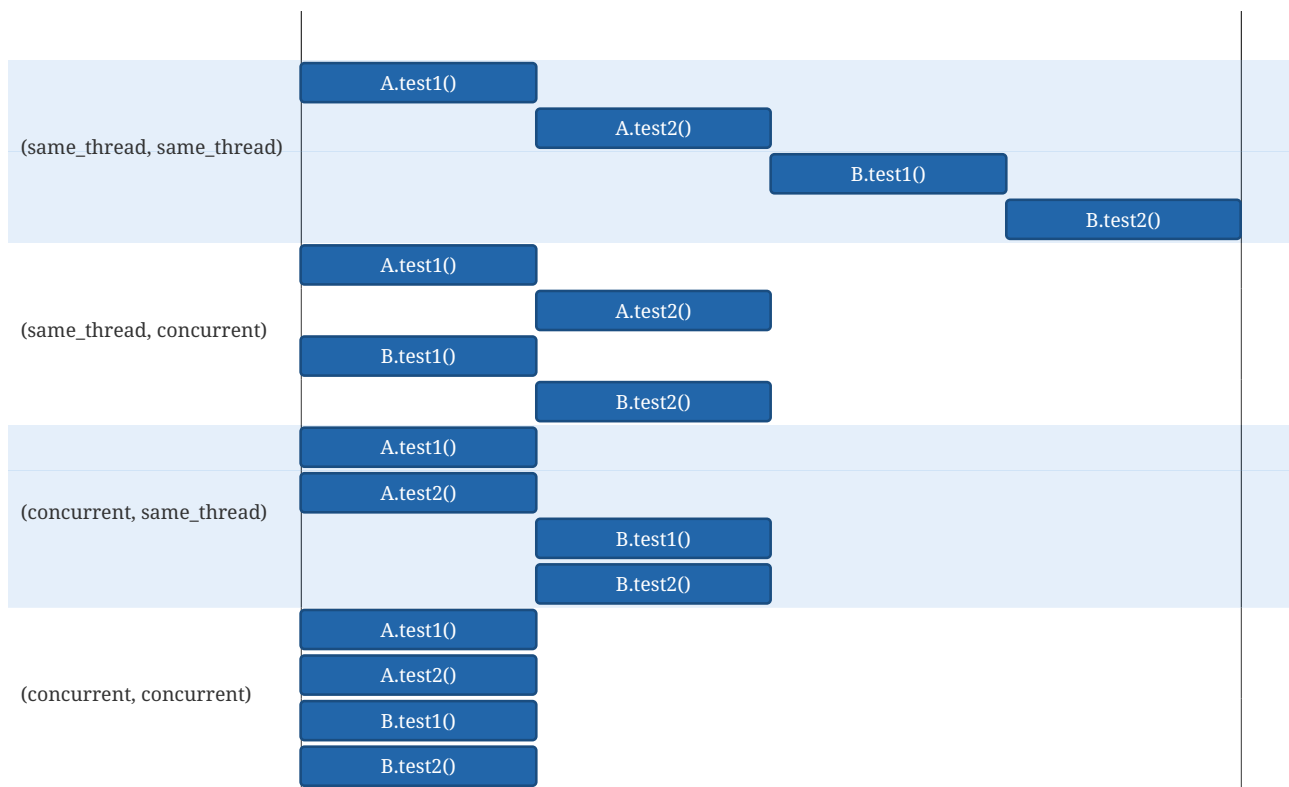 A.test1()
A.test2()
(same_thread, same_thread)
B.test1()
B.test2()
A.test1()
A.test2()
(same_thread, concurrent)
B.test1()
B.test2()
A.test1()
A.test2()
(concurrent, same_thread)
B.test1()
B.test2()
A.test1()
A.test2()
(concurrent, concurrent)
B.test1()
B.test2()